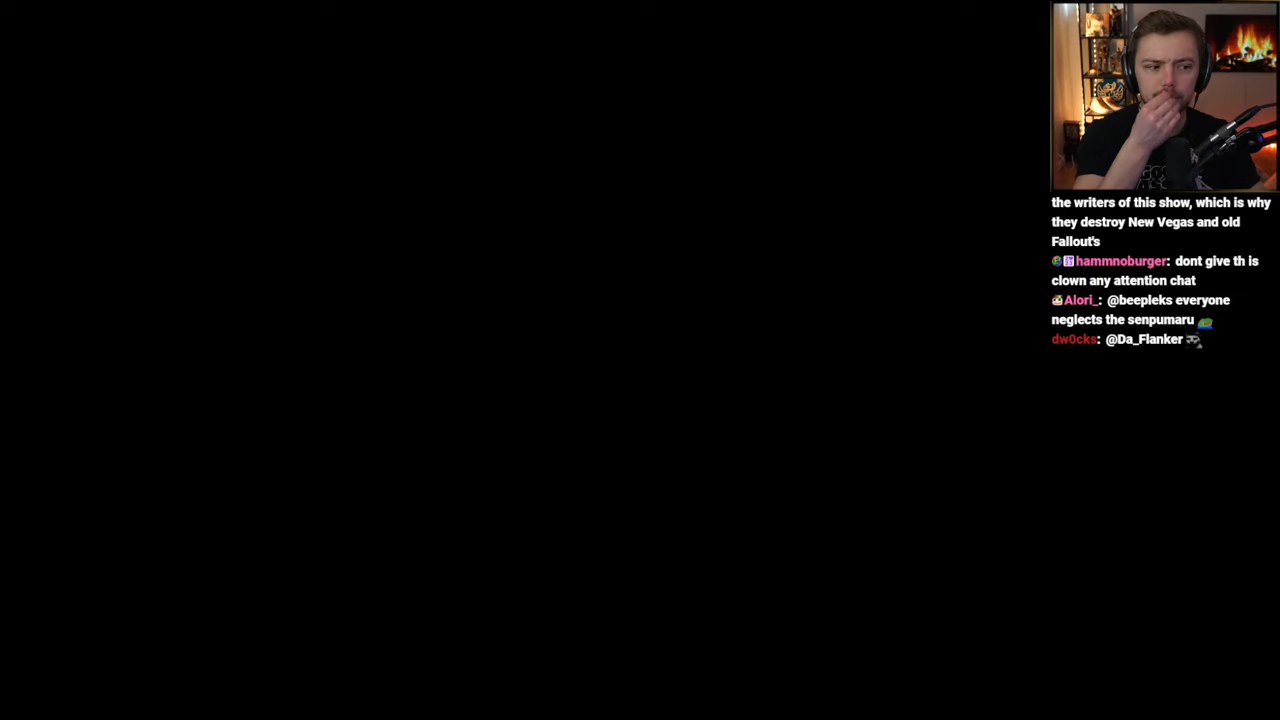 the writers of this show, which is why
they destroy New Vegas and old
Fallout's
hammnoburger: dont give th is
clown any attention chat
Alori_: @beepleks everyone
neglects the senpumaru
dw0cks: @Da_Flanker